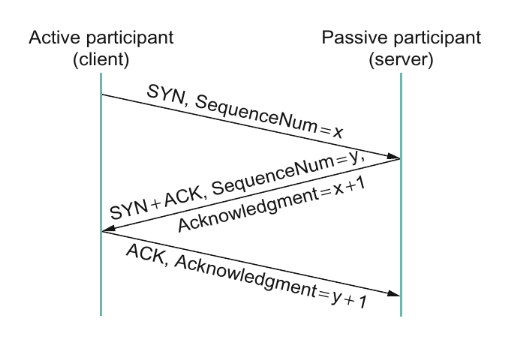 Active participant
(client)
Passive participant
(server)
SYN, SequenceNum=x
SYN+ACK, SequenceNum=y,
Acknowledgment=x+1
ACK, Acknowledgment=y+1